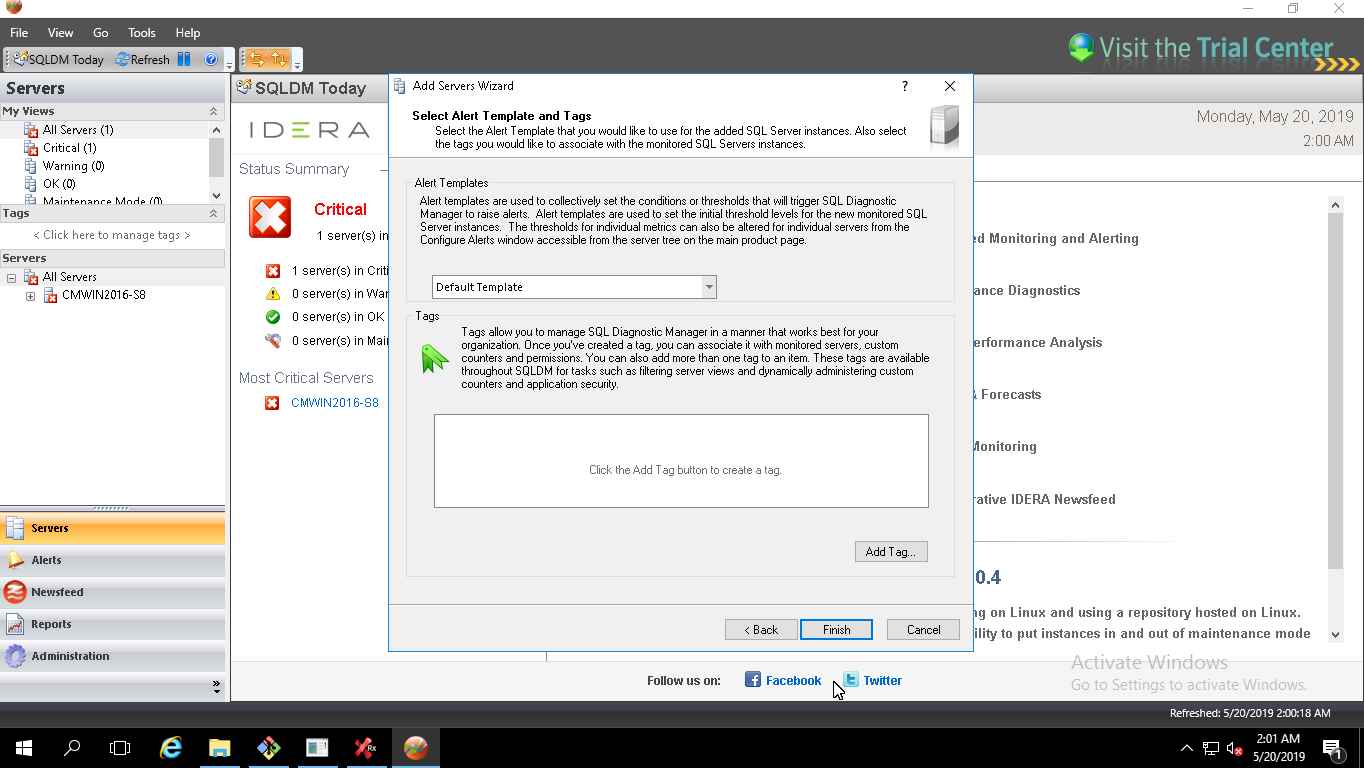 File View Go Tools Help
SQLDM Today Refresh
Visit the Trial Center
Servers
My Views
All Servers (1)
Critical (1)
Warning (0)
OK (0)
Maintenance Mode (0)
Tags
< Click here to manage tags >
Servers
All Servers
CMWIN2016-S8
Servers
Alerts
Newsfeed
Reports
Administration
SQLDM Today
IDERA
Monday, May 20, 2019
2:00 AM
Status Summary
Critical
1 server(s) in
1 server(s) in Criti
0 server(s) in War
0 server(s) in OK
0 server(s) in Mai
Most Critical Servers
CMWIN2016-S8
Add Servers Wizard
?
Select Alert Template and Tags
Select the Alert Template that you would like to use for the added SQL Server instances. Also select
the tags you would like to associate with the monitored SQL Servers instances.
Alert Templates
Alert templates are used to collectively set the conditions or thresholds that will trigger SQL Diagnostic
Manager to raise alerts. Alert templates are used to set the initial threshold levels for the new monitored SQL
Server instances. The thresholds for individual metrics can also be altered for individual servers from the
Configure Alerts window accessible from the server tree on the main product page.
Default Template
Tags
Tags allow you to manage SQL Diagnostic Manager in a manner that works best for your
organization. Once you've created a tag, you can associate it with monitored servers, custom
counters and permissions. You can also add more than one tag to an item. These tags are available
throughout SQLDM for tasks such as filtering server views and dynamically administering custom
counters and application security.
Click the Add Tag button to create a tag.
Add Tag...
< Back Finish Cancel
ed Monitoring and Alerting
ance Diagnostics
erformance Analysis
& Forecasts
Monitoring
rative IDERA Newsfeed
0.4
ng on Linux and using a repository hosted on Linux.
ility to put instances in and out of maintenance mode
Follow us on: Facebook Twitter
Activate Windows
Go to Settings to activate Windows.
Refreshed: 5/20/2019 2:00:18 AM
Rx
2:01 AM
5/20/2019
1